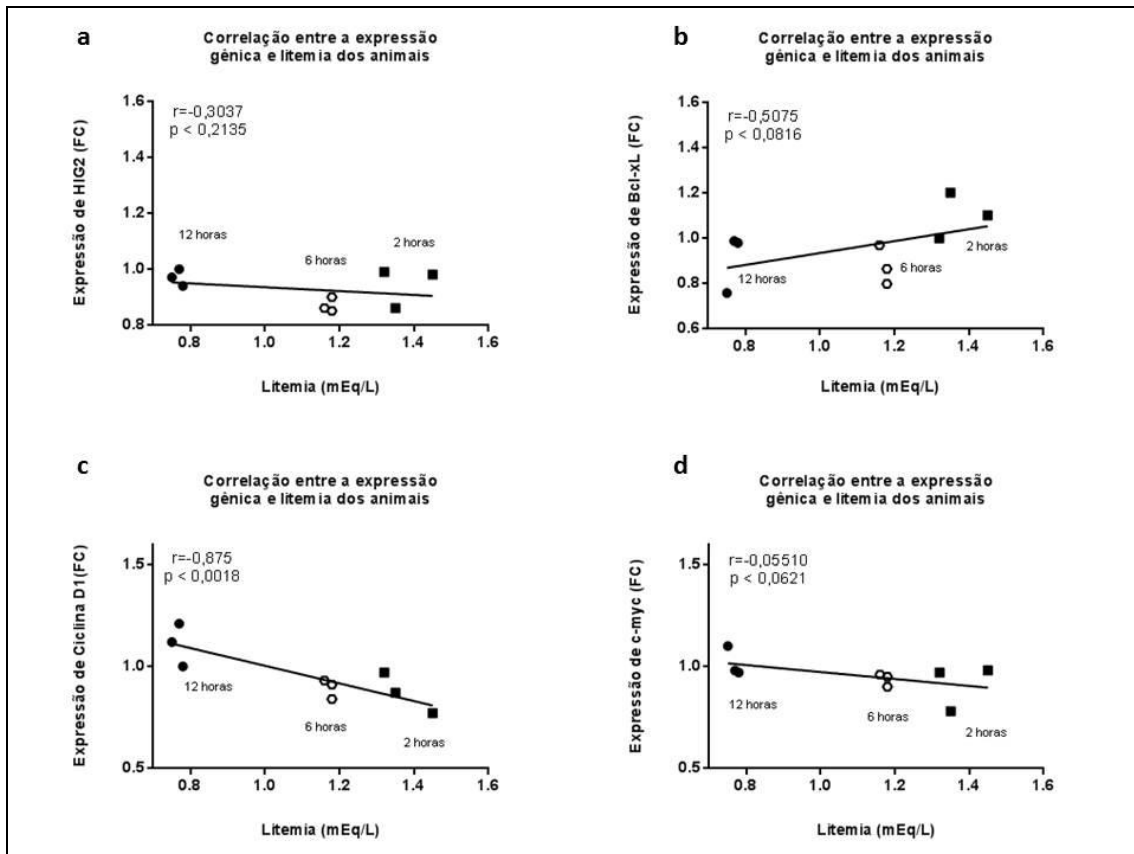 a
Correlação entre a expressão
gênica e litemia dos animais
r=-0,3037
p < 0,2135
Expressão de HIG2 (FC)
1.6
1.4
1.2
1.0
0.8
12 horas
6 horas
2 horas
0.8
1.0
1.2
1.4
1.6
Litemia (mEq/L)
b
Correlação entre a expressão
gênica e litemia dos animais
r=-0,5075
p < 0,0816
Expressão de Bcl-xL (FC)
1.6
1.4
1.2
1.0
0.8
0.6
12 horas
6 horas
2 horas
0.8
1.0
1.2
1.4
1.6
Litemia (mEq/L)
c
Correlação entre a expressão
gênica e litemia dos animais
r=-0,875
p < 0,0018
Expressão de Ciclina D1(FC)
1.5
1.0
0.5
12 horas
6 horas
2 horas
0.8
1.0
1.2
1.4
1.6
Litemia (mEq/L)
d
Correlação entre a expressão
gênica e litemia dos animais
r=-0,05510
p < 0,0621
Expressão de c-myc (FC)
1.5
1.0
0.5
12 horas
6 horas
2 horas
0.8
1.0
1.2
1.4
1.6
Litemia (mEq/L)